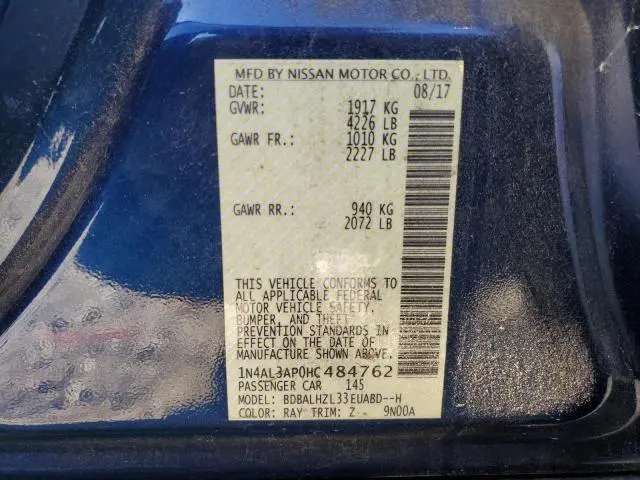 MFD BY NISSAN MOTOR CO., LTD.
DATE: 08/17
GVWR: 1917 KG
4226 LB
GAWR FR.: 1010 KG
2227 LB
GAWR RR.: 940 KG
2072 LB
THIS VEHICLE CONFORMS TO
ALL APPLICABLE FEDERAL
MOTOR VEHICLE SAFETY,
BUMPER, AND THEFT
PREVENTION STANDARDS IN
EFFECT ON THE DATE OF
MANUFACTURE SHOWN ABOVE.
1N4AL3AP0HC484762
PASSENGER CAR 145
MODEL: BDBALHZL33EUABD--H
COLOR: RAY TRIM: Z 9N00A